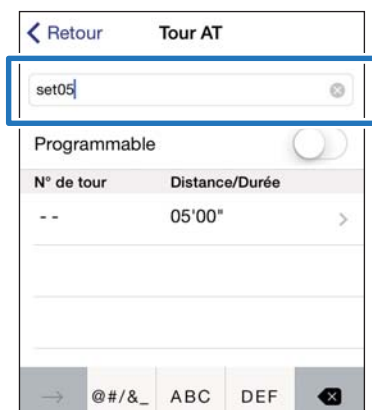 Retour Tour AT
set05
Programmable
N° de tour Distance/Durée
- - 05'00"
@#/&_ ABC DEF